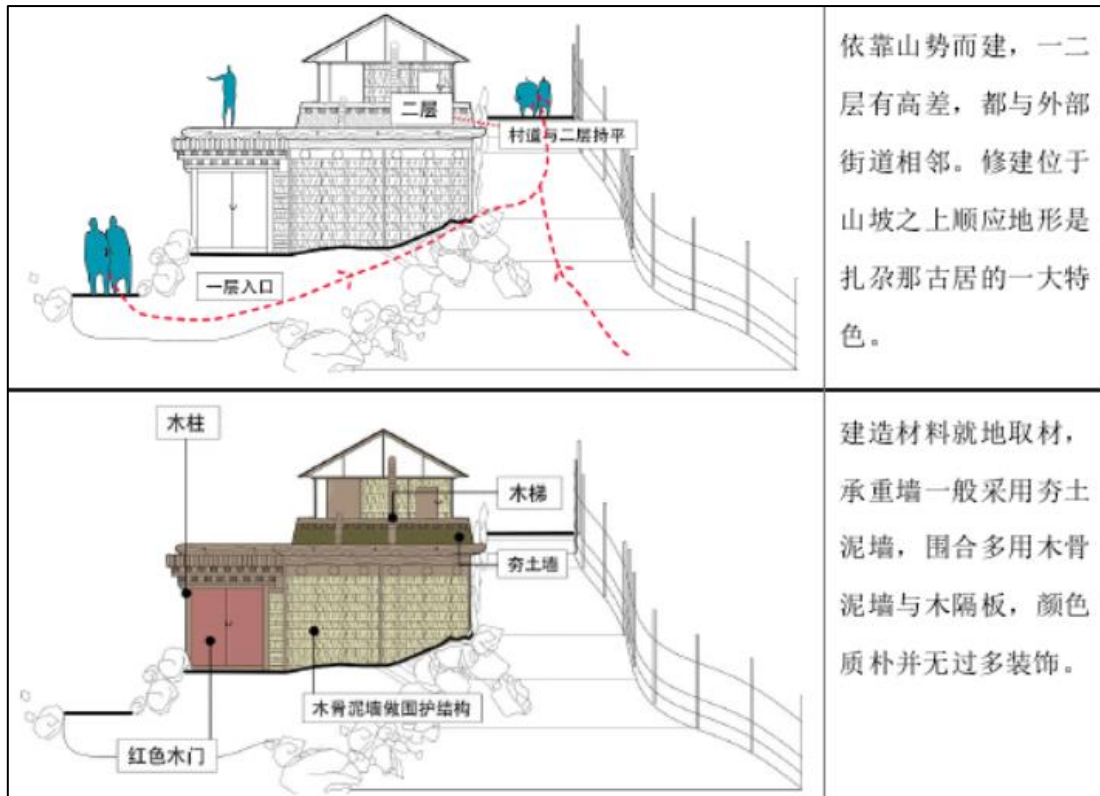 二层
村道与二层持平
一层入口
依靠山势而建，一二
层有高差，都与外部
街道相邻。修建位于
山坡之上顺应地形是
扎尕那古居的一大特
色。
木柱
木梯
夯土墙
木骨泥墙做围护结构
红色木门
建造材料就地取材，
承重墙一般采用夯土
泥墙，围合多用木骨
泥墙与木隔板，颜色
质朴并无过多装饰。